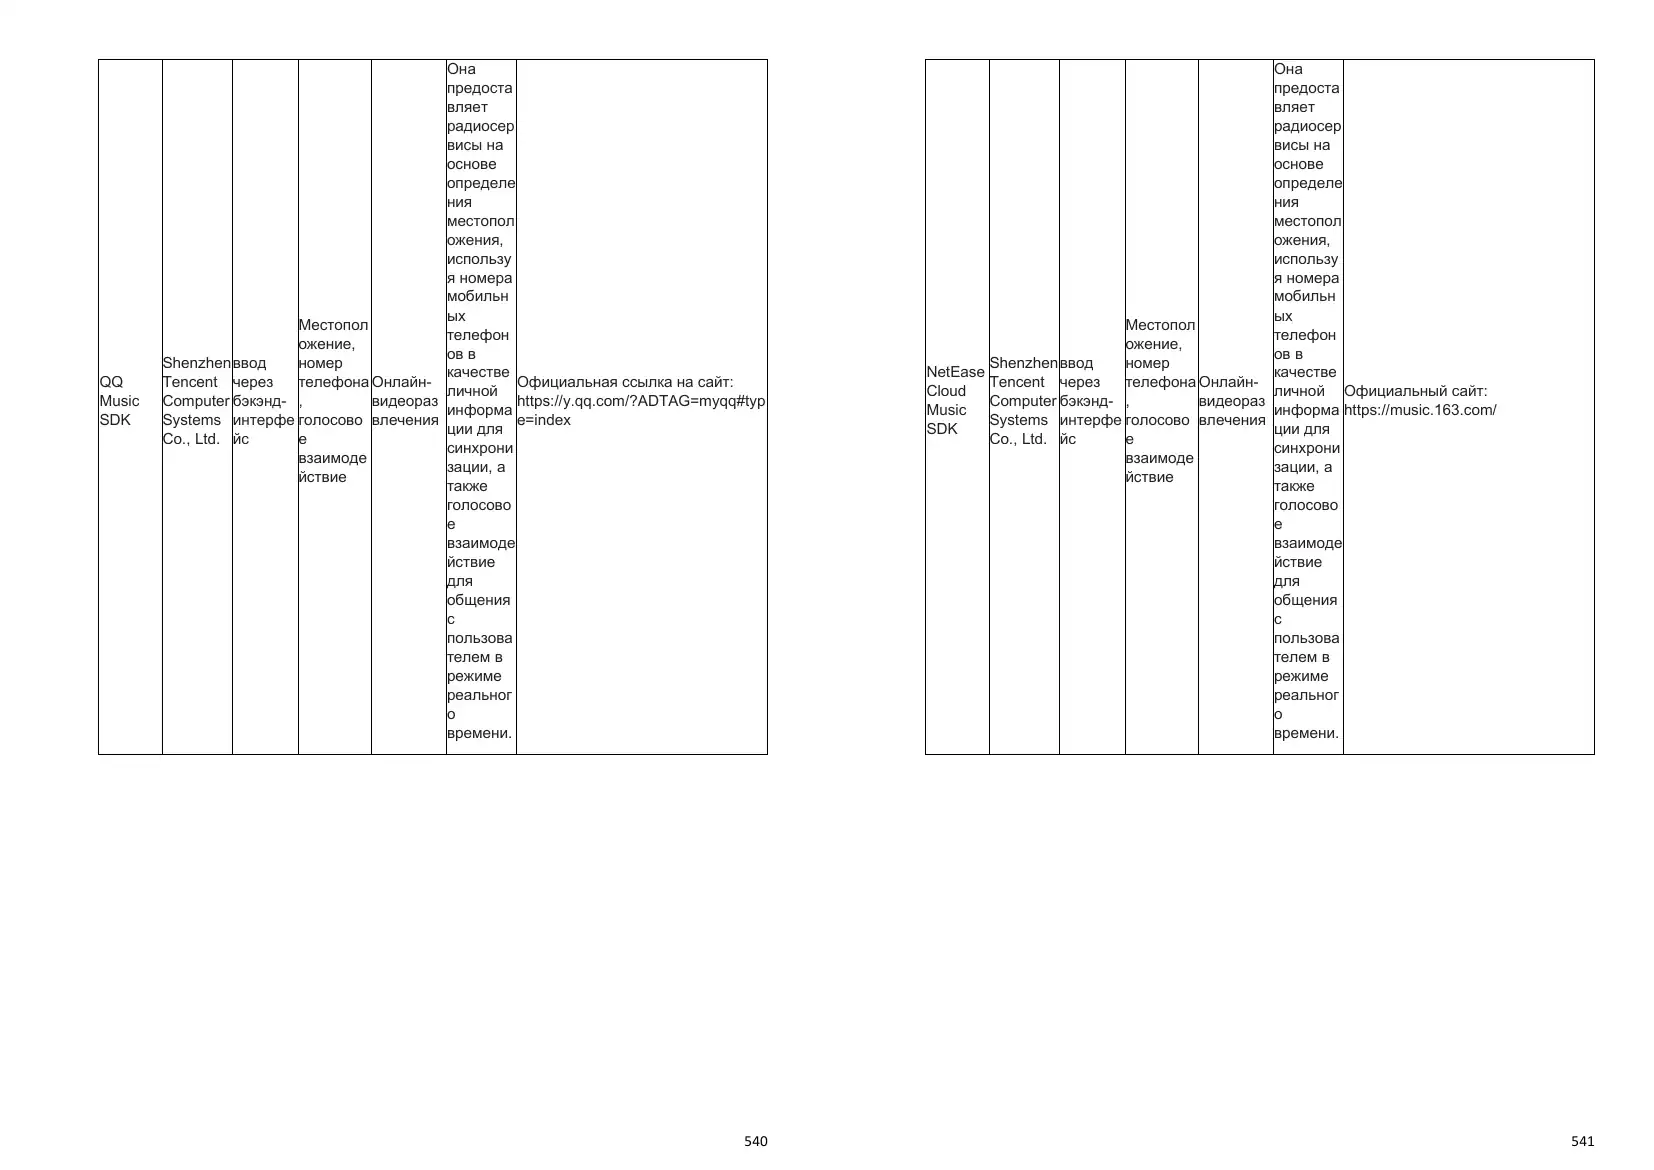 QQ
Music
SDK
Shenzhen
Tencent
Computer
Systems
Co., Ltd.
ввод
через
бэкэнд-
интерфе
йс
Местопол
ожение,
номер
телефона
,
голосово
е
взаимоде
йствие
Онлайн-
видеораз
влечения
Она
предоста
вляет
радиосер
висы на
основе
определе
ния
местопол
ожения,
использу
я номера
мобильн
ых
телефон
ов в
качестве
личной
информа
ции для
синхрони
зации, а
также
голосово
е
взаимоде
йствие
для
общения
с
пользова
телем в
режиме
реальног
о
времени.
Официальная ссылка на сайт:
https://y.qq.com/?ADTAG=myqq#typ
e=index
540
NetEase
Cloud
Music
SDK
Shenzhen
Tencent
Computer
Systems
Co., Ltd.
ввод
через
бэкэнд-
интерфе
йс
Местопол
ожение,
номер
телефона
,
голосово
е
взаимоде
йствие
Онлайн-
видеораз
влечения
Она
предоста
вляет
радиосер
висы на
основе
определе
ния
местопол
ожения,
использу
я номера
мобильн
ых
телефон
ов в
качестве
личной
информа
ции для
синхрони
зации, а
также
голосово
е
взаимоде
йствие
для
общения
с
пользова
телем в
режиме
реальног
о
времени.
Официальный сайт:
https://music.163.com/
541